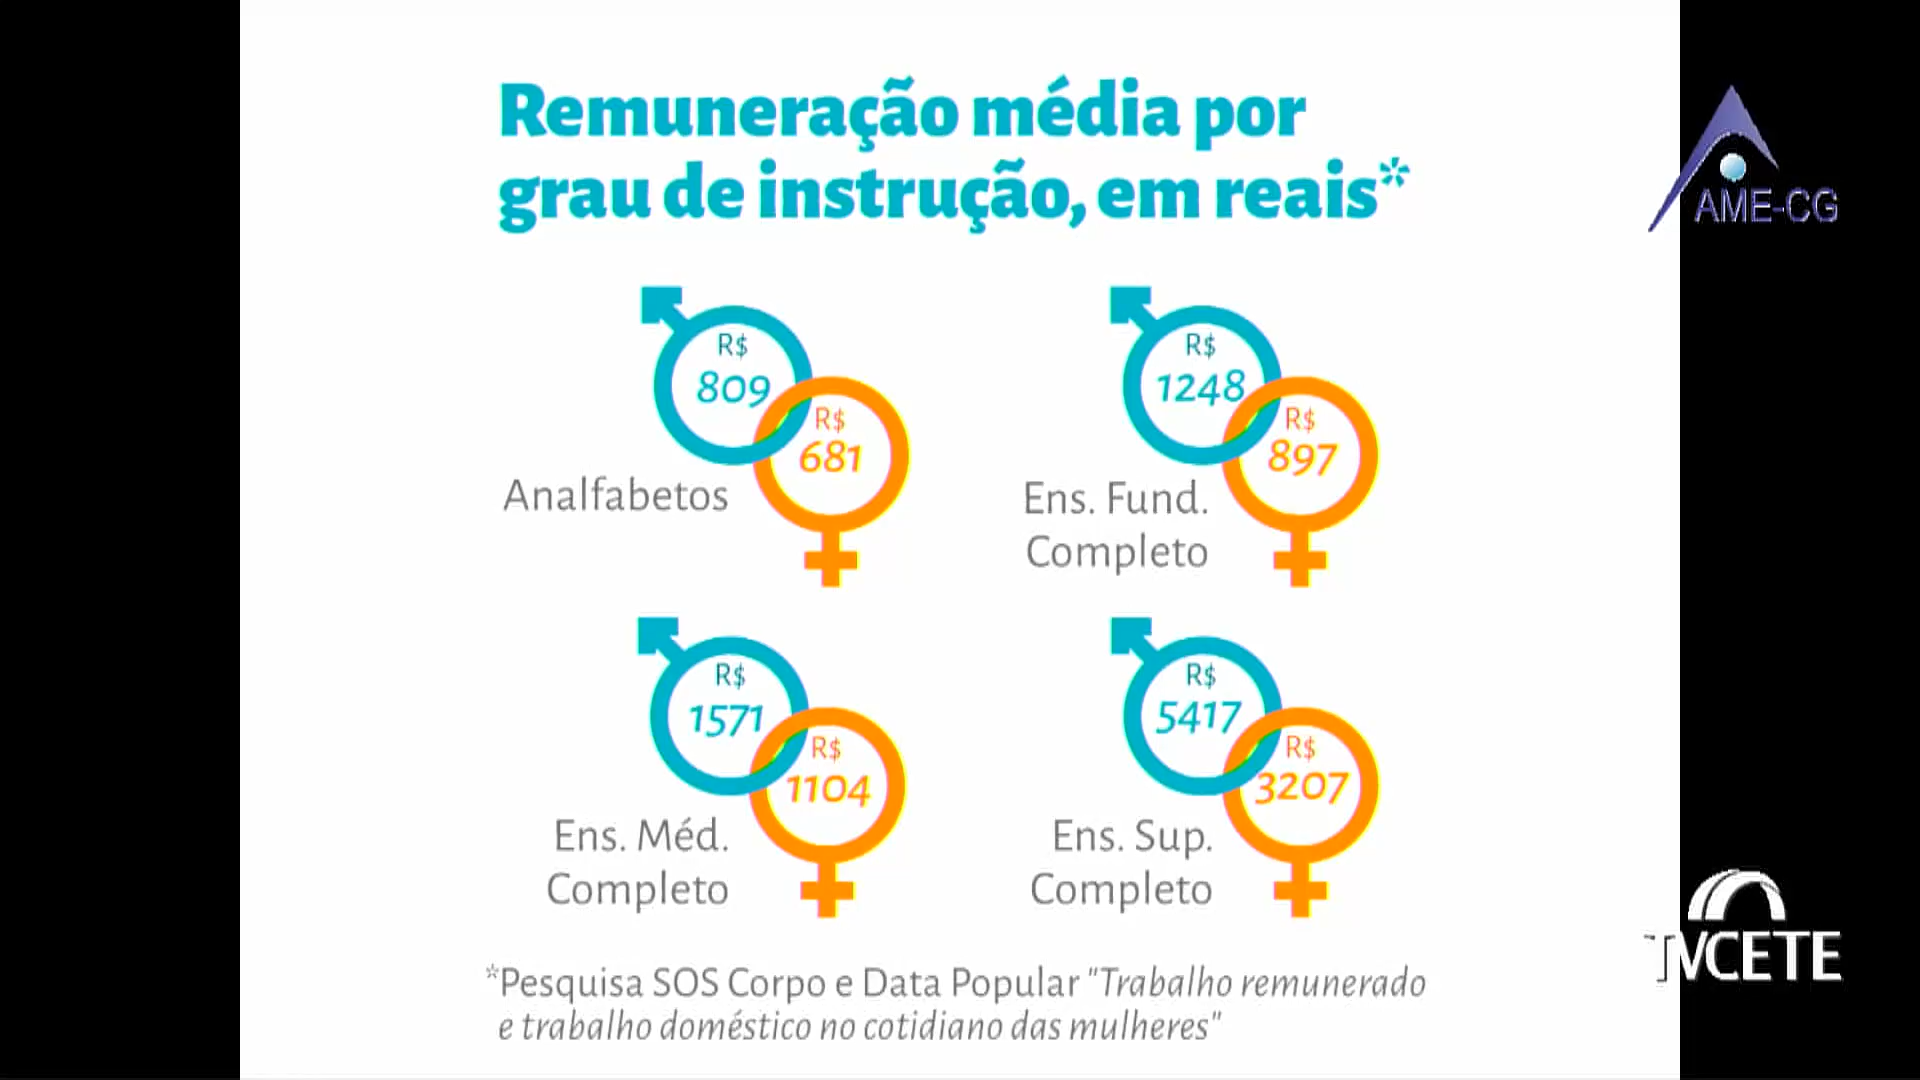 Remuneração média por
grau de instrução, em reais*
R$
809
R$
681
Analfabetos
R$
1248
R$
897
Ens. Fund.
Completo
R$
1571
R$
1104
Ens. Méd.
Completo
R$
5417
R$
3207
Ens. Sup.
Completo
*Pesquisa SOS Corpo e Data Popular "Trabalho remunerado
e trabalho doméstico no cotidiano das mulheres"
AME-CG
TVCETE